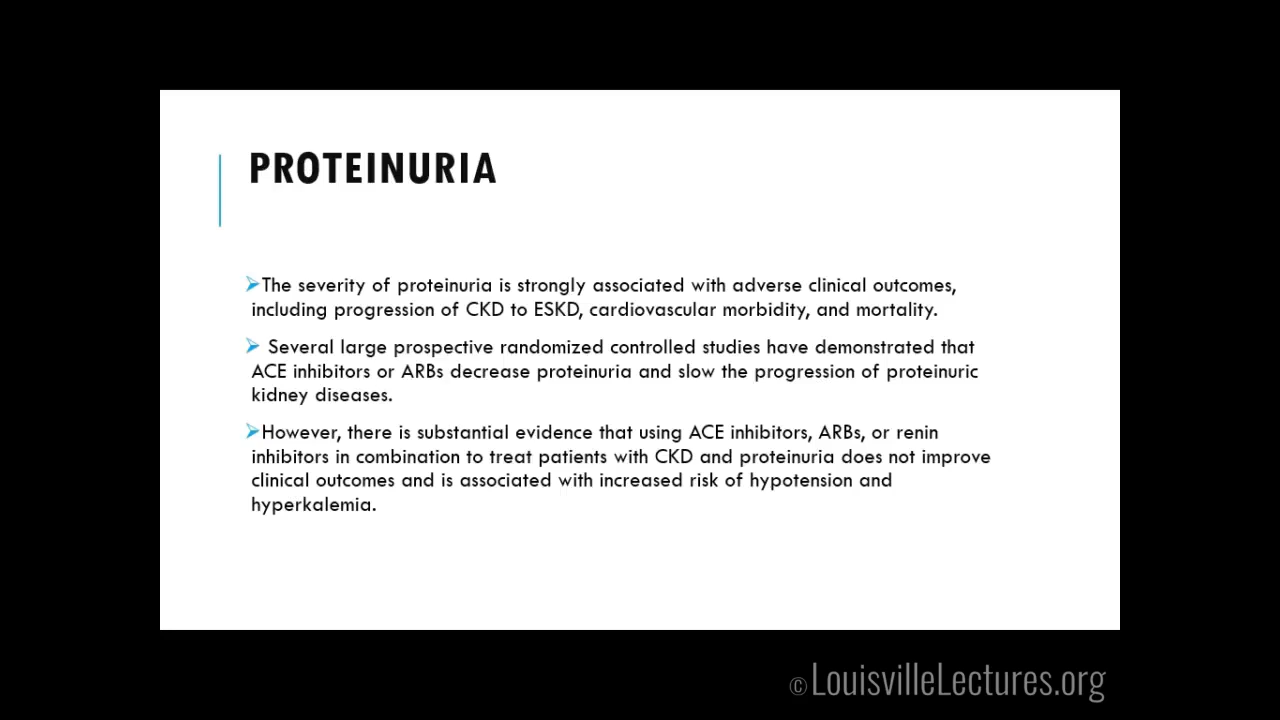 PROTEINURIA
➢The severity of proteinuria is strongly associated with adverse clinical outcomes,
including progression of CKD to ESKD, cardiovascular morbidity, and mortality.
➢ Several large prospective randomized controlled studies have demonstrated that
ACE inhibitors or ARBs decrease proteinuria and slow the progression of proteinuric
kidney diseases.
➢However, there is substantial evidence that using ACE inhibitors, ARBs, or renin
inhibitors in combination to treat patients with CKD and proteinuria does not improve
clinical outcomes and is associated with increased risk of hypotension and
hyperkalemia.
© LouisvilleLectures.org